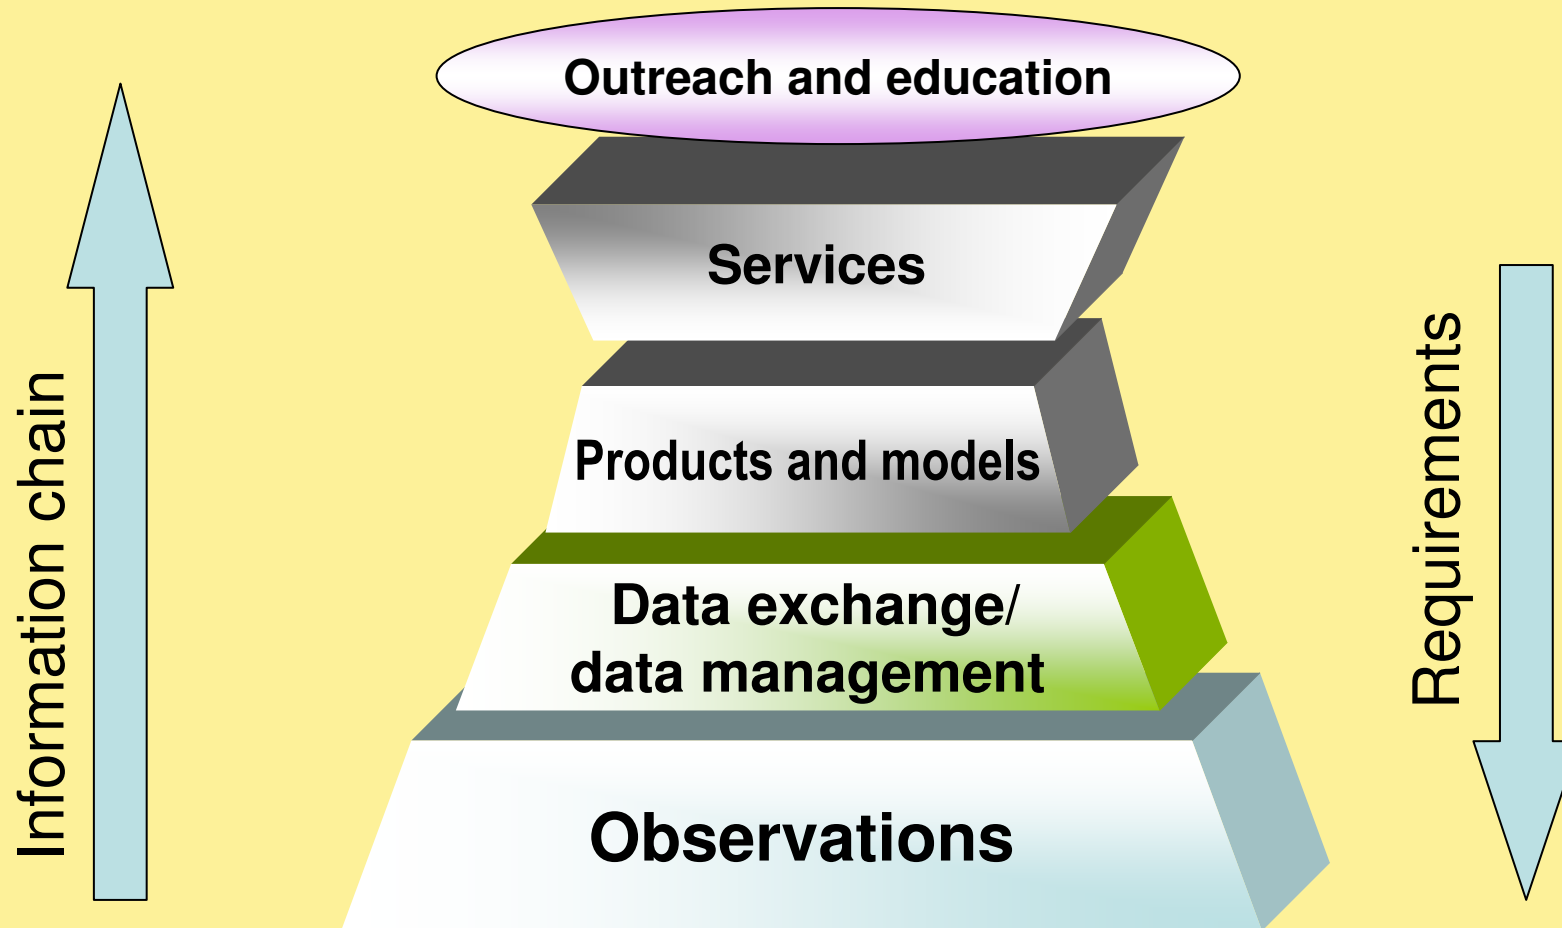 Outreach and education
Services
Products and models
Data exchange/
data management
Observations
Information chain
Requirements